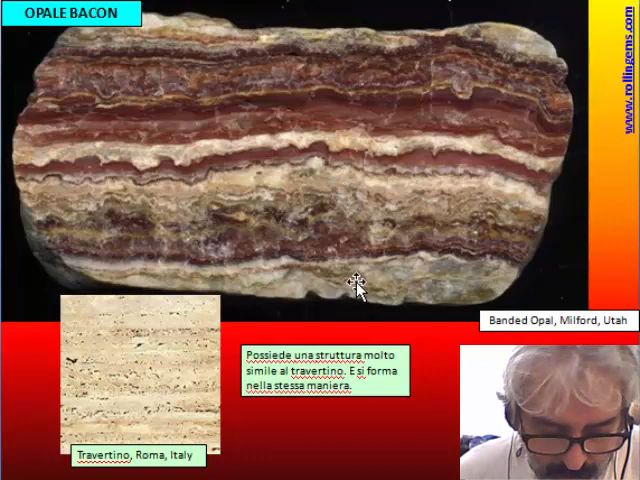 OPALE BACON
www.rollingems.com
Banded Opal, Milford, Utah
Possiede una struttura molto
simile al travertino. E si forma
nella stessa maniera.
Travertino, Roma, Italy